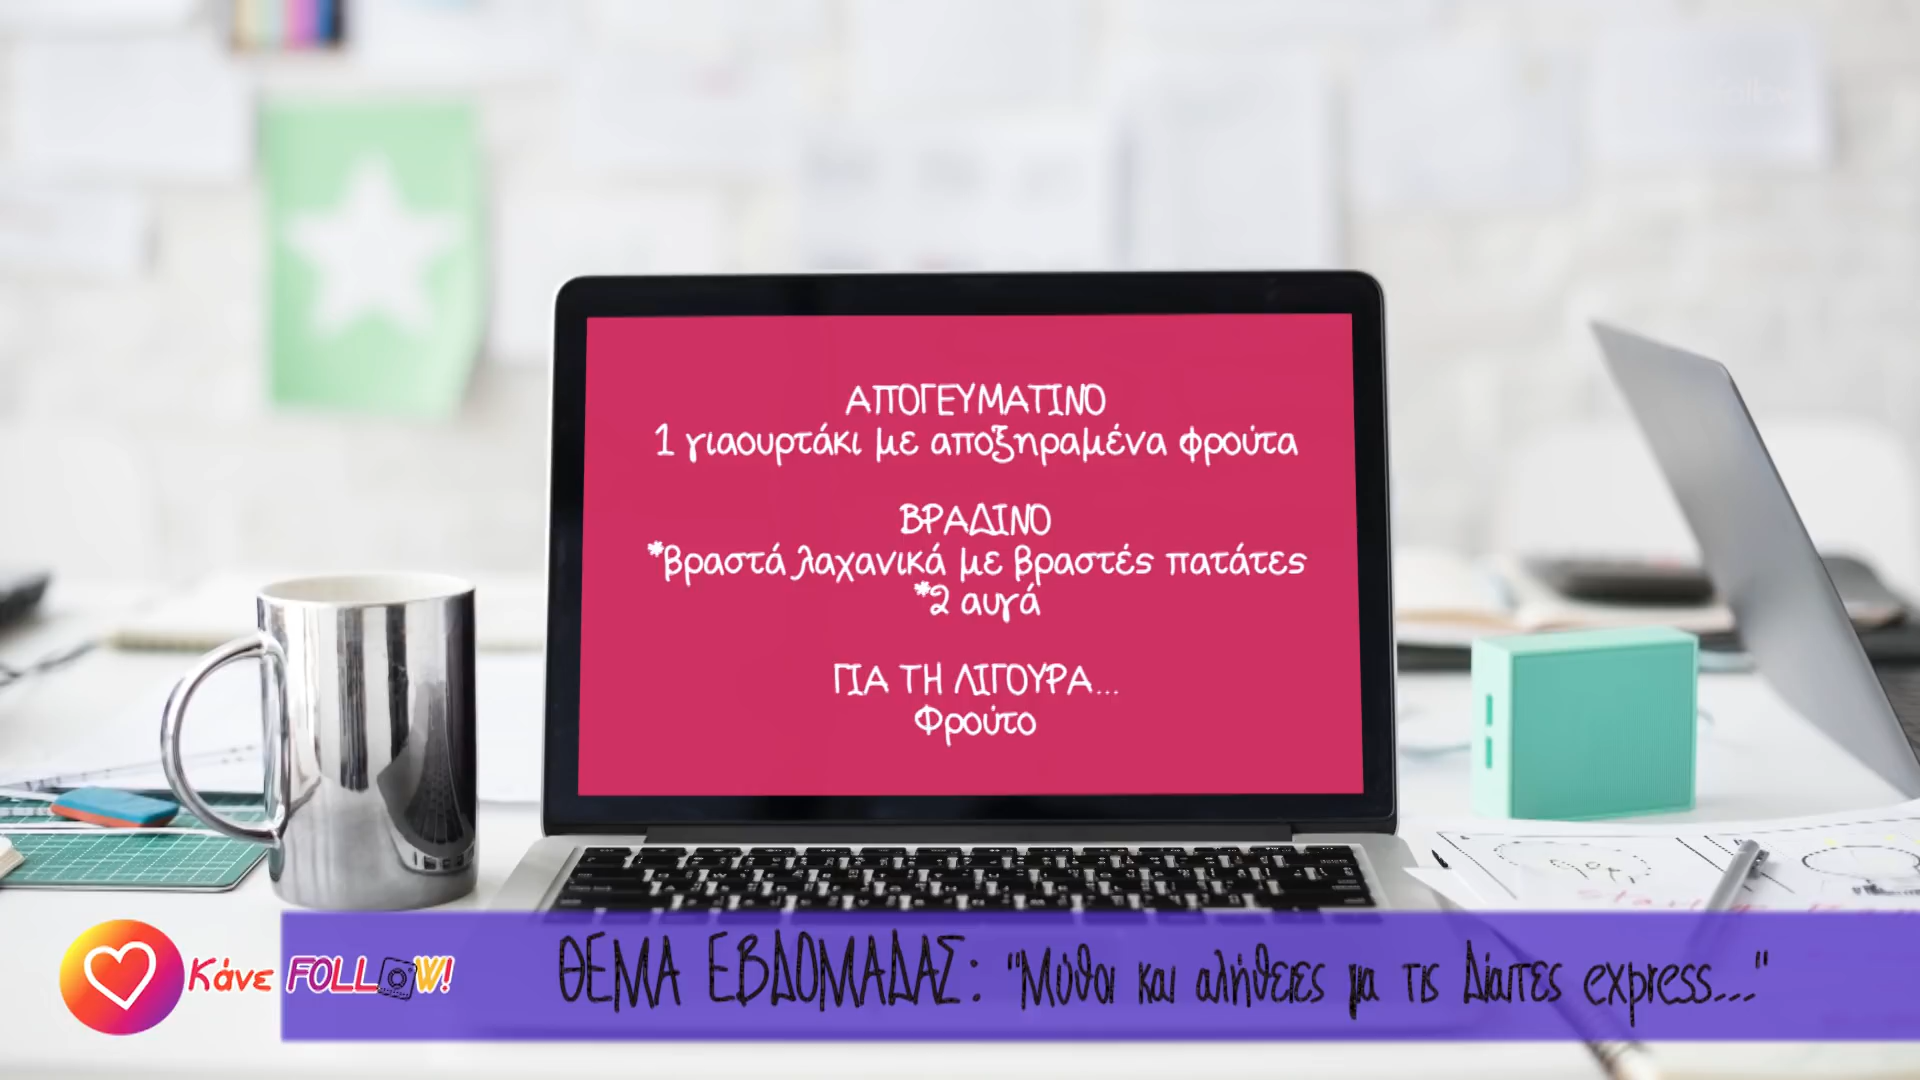 ΑΠΟΓΕΥΜΑΤΙΝΟ
1 γιαουρτάκι με αποξηραμένα φρούτα
ΒΡΑΔΙΝΟ
*βραστά λαχανικά με βραστές πατάτες
*2 αυγά
ΓΙΑ ΤΗ ΛΙΓΟΥΡΑ...
Φρούτο
Κάνε FOLLOW!
ΘΕΜΑ ΕΒΔΟΜΑΔΑΣ: "Μύθοι και αλήθειες για τις Δίαιτες express..."